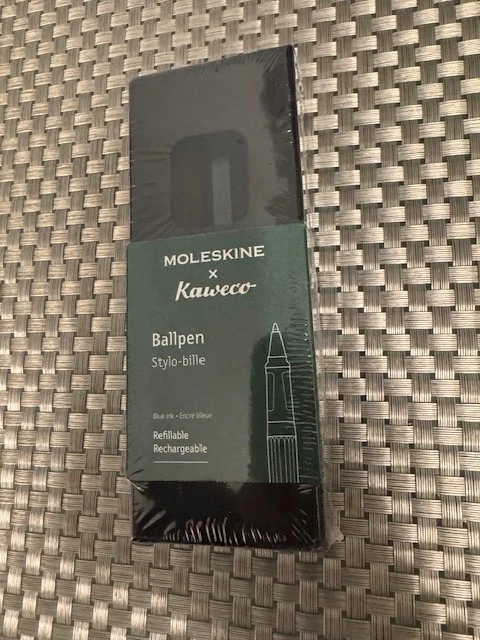 MOLESKINE
x
Kaweco
Ballpen
Stylo-bille
Blue ink • Encre bleue
Refillable
Rechargeable